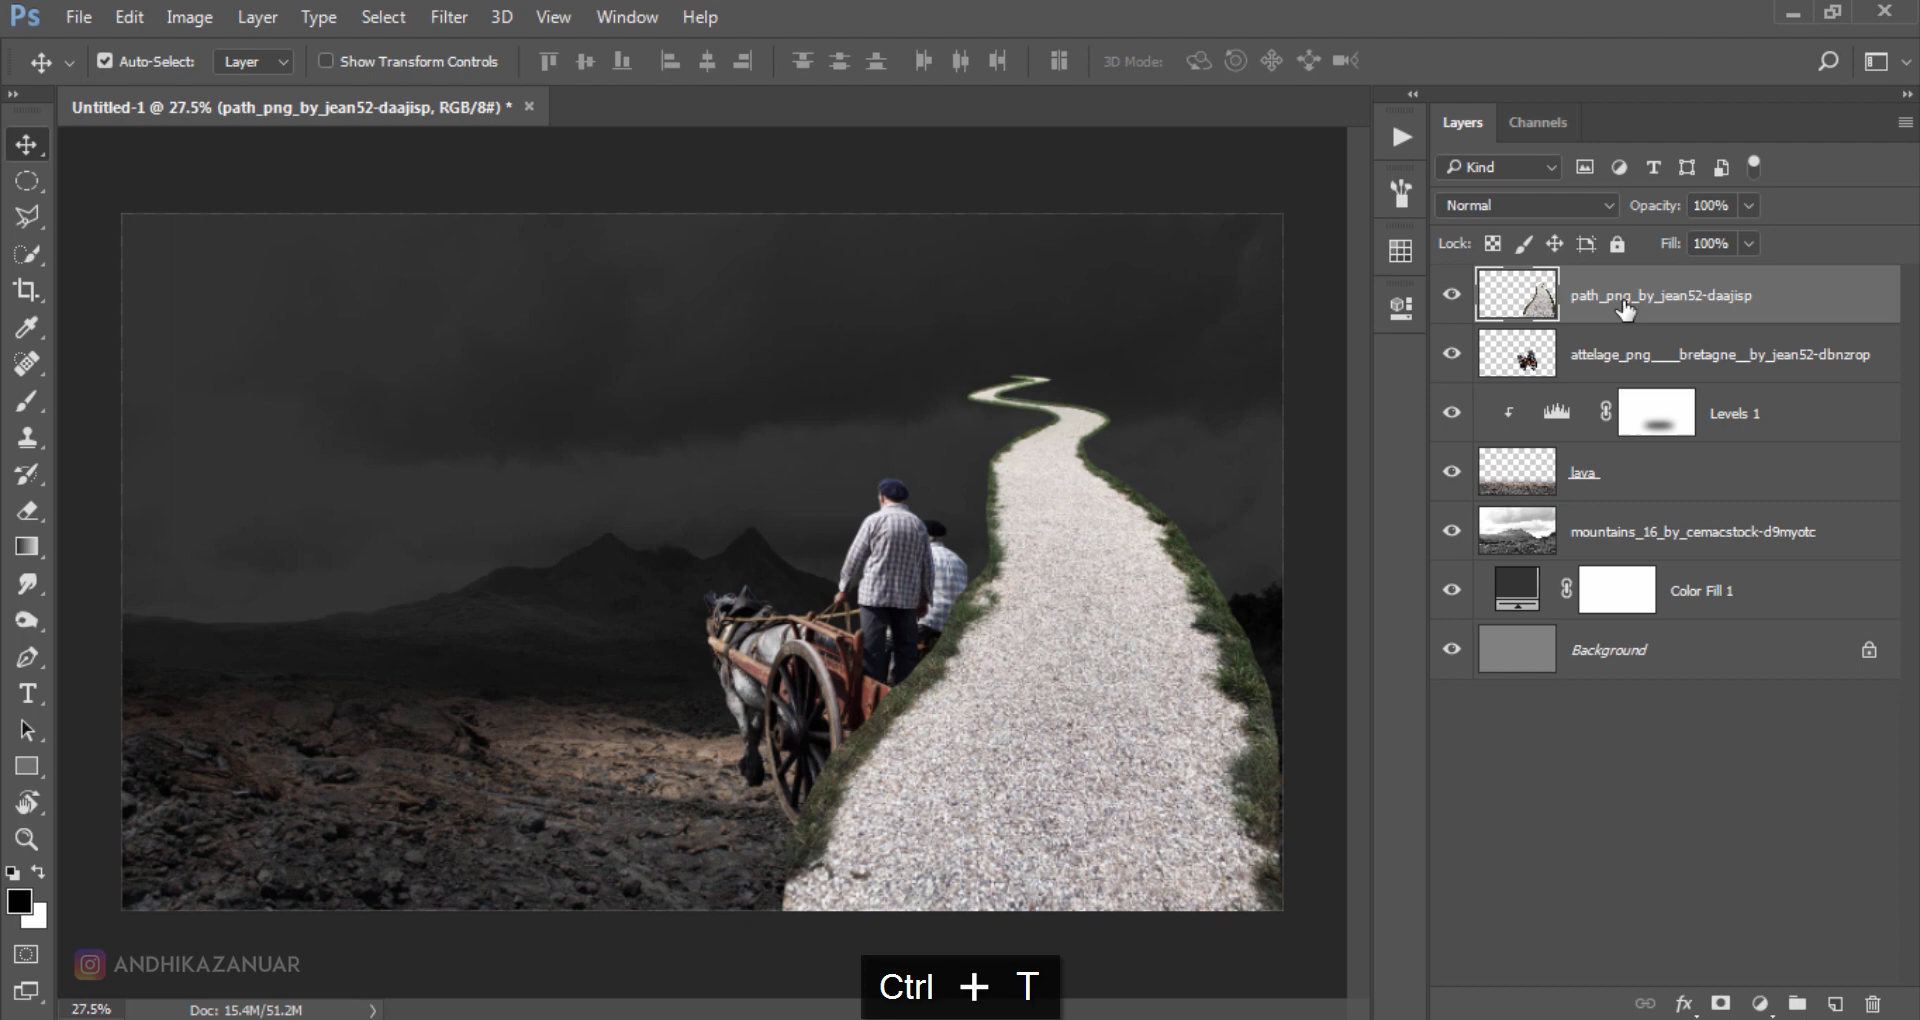 Ps File Edit Image Layer Type Select Filter 3D View Window Help
Auto-Select: Layer Show Transform Controls 3D Mode:
Untitled-1 @ 27.5% (path_png_by_jean52-daajisp, RGB/8#) * ×
Layers Channels
Kind
Normal Opacity: 100%
Lock: Fill: 100%
path_png_by_jean52-daajisp
attelage_png____bretagne__by_jean52-dbnzrop
Levels 1
lava_
mountains_16_by_cemacstock-d9myotc
Color Fill 1
Background
ANDHIKAZANUAR
Ctrl + T
27.5% Doc: 15.4M/51.2M
fx